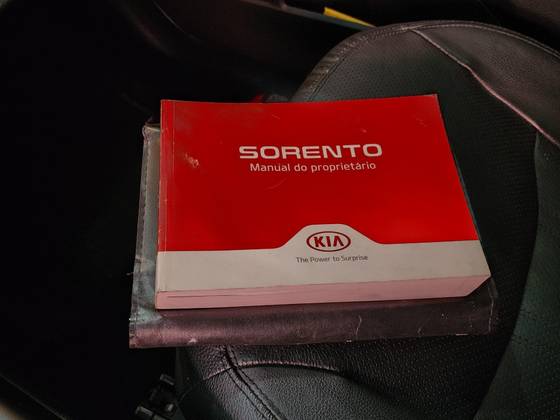 SORENTO
Manual do proprietário
KIA
The Power to Surprise